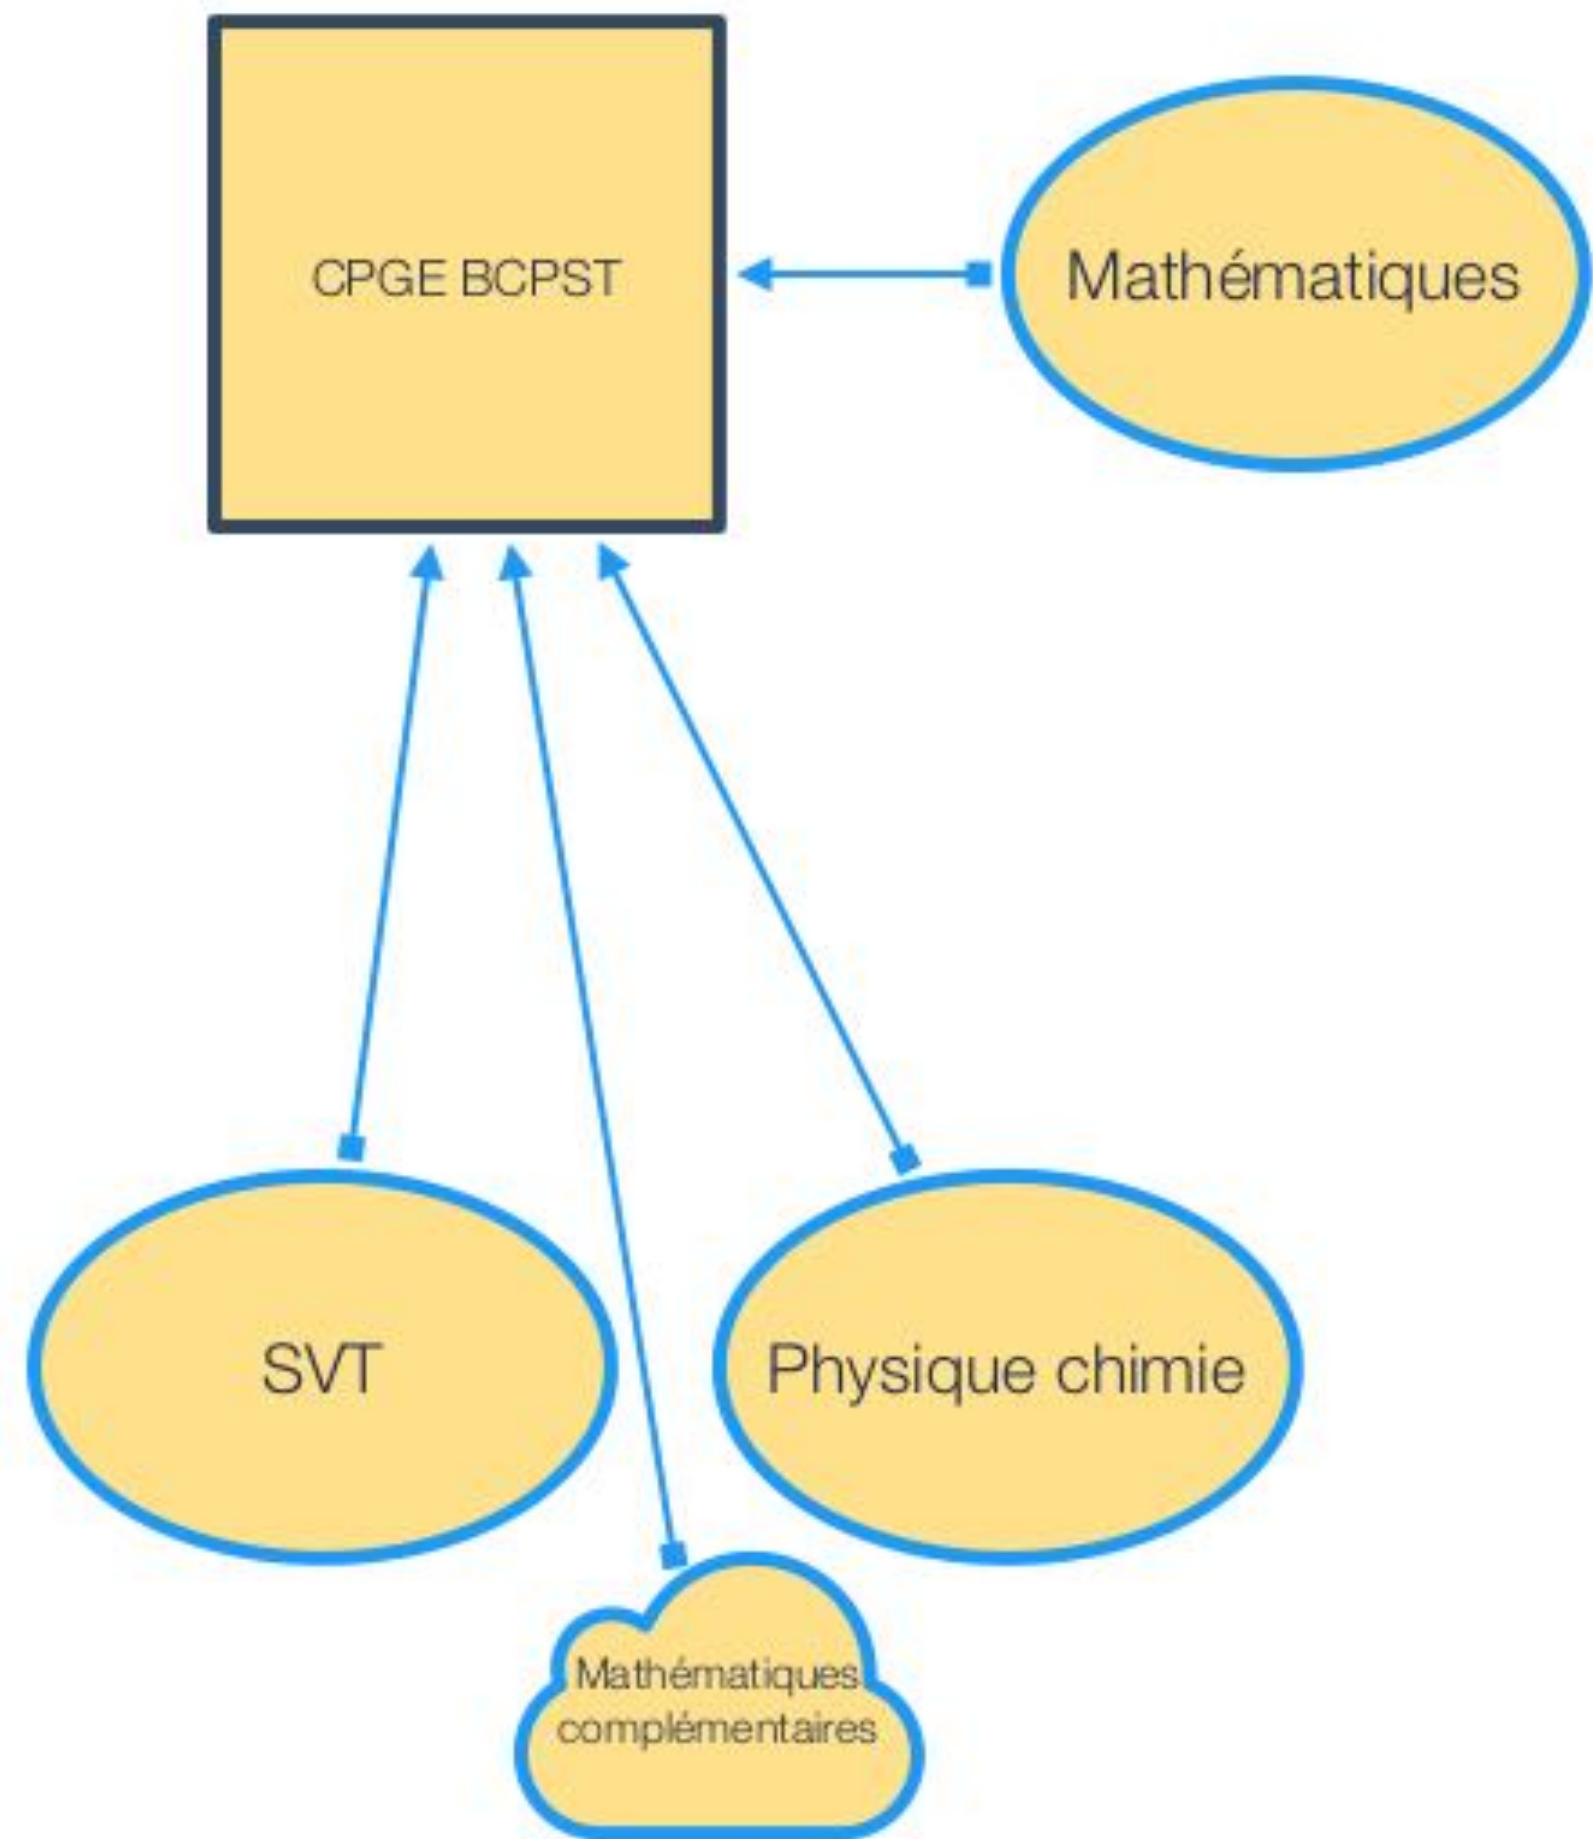 CPGE BCPST
Mathématiques
SVT
Physique chimie
Mathématiques
complémentaires